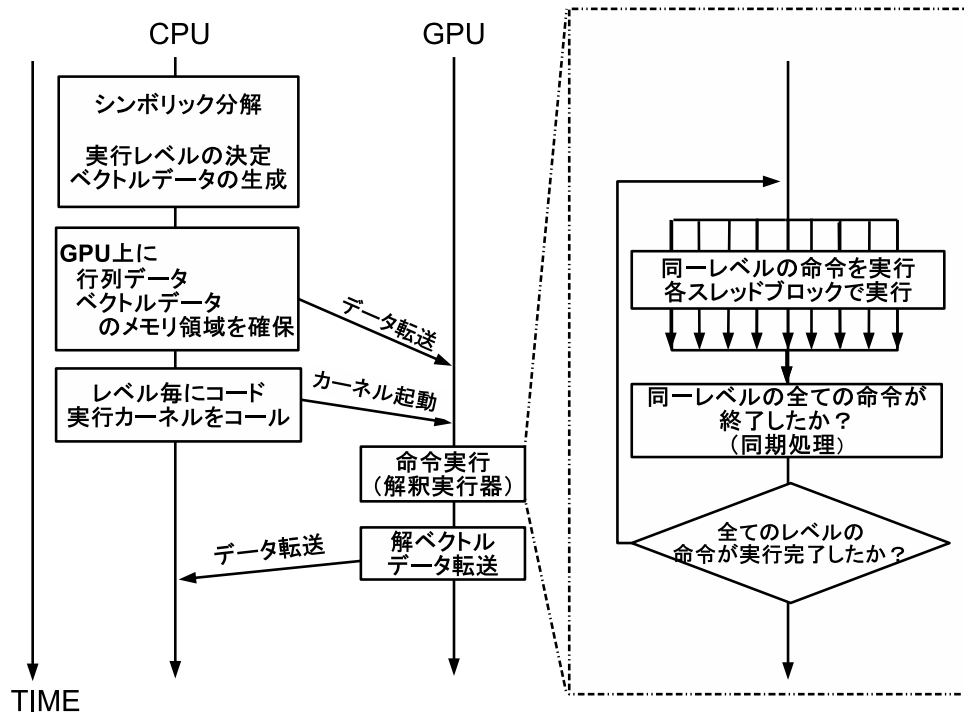 CPU
GPU
シンボリック分解
実行レベルの決定
ベクトルデータの生成
GPU上に
行列データ
ベクトルデータ
のメモリ領域を確保
データ転送
レベル毎にコード
実行カーネルをコール
カーネル起動
命令実行
(解釈実行器)
解ベクトル
データ転送
データ転送
TIME
同一レベルの命令を実行
各スレッドブロックで実行
同一レベルの全ての命令が
終了したか?
(同期処理)
全てのレベルの
命令が実行完了したか?